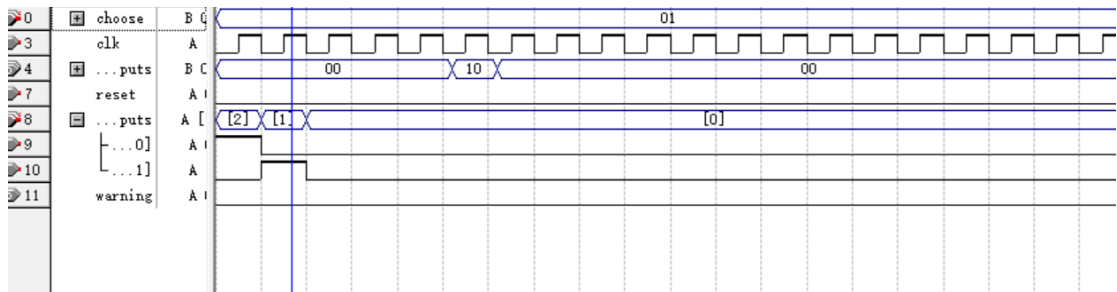 0 choose B 01
3 clk A
4 ...puts B 00 10 00
7 reset A
8 ...puts A [ [2] [1] [0]
9 ...0] A
10 ...1] A
11 warning A